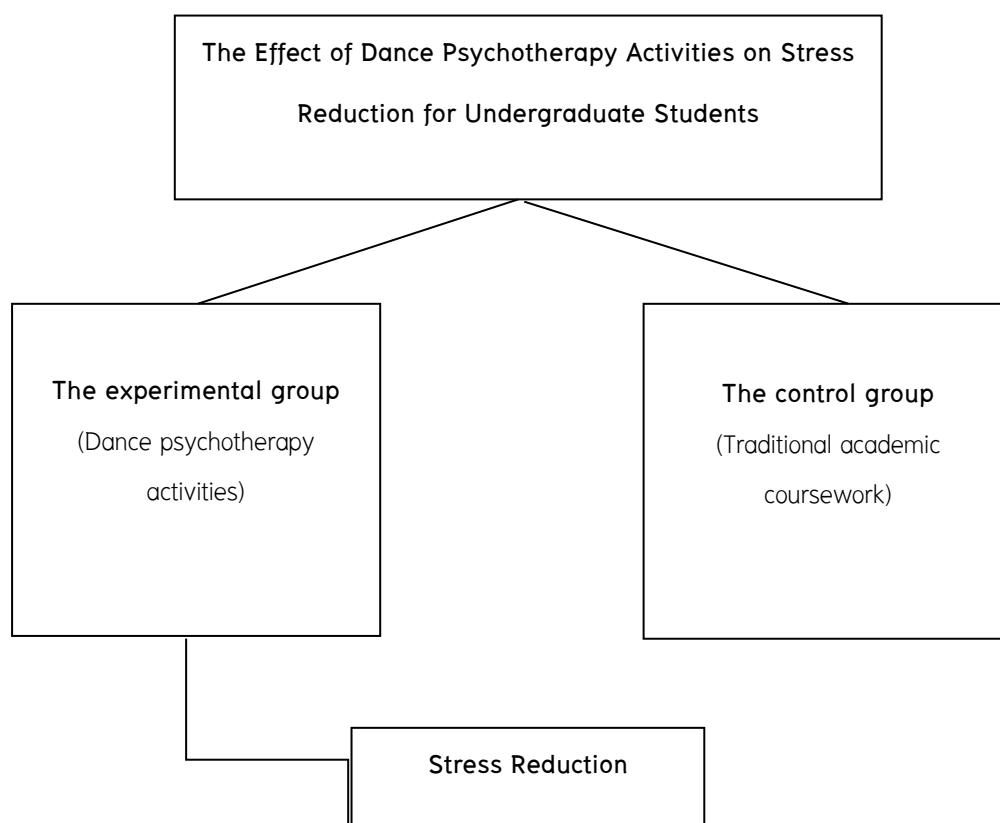 The Effect of Dance Psychotherapy Activities on Stress
Reduction for Undergraduate Students
The experimental group
(Dance psychotherapy
activities)
The control group
(Traditional academic
coursework)
Stress Reduction